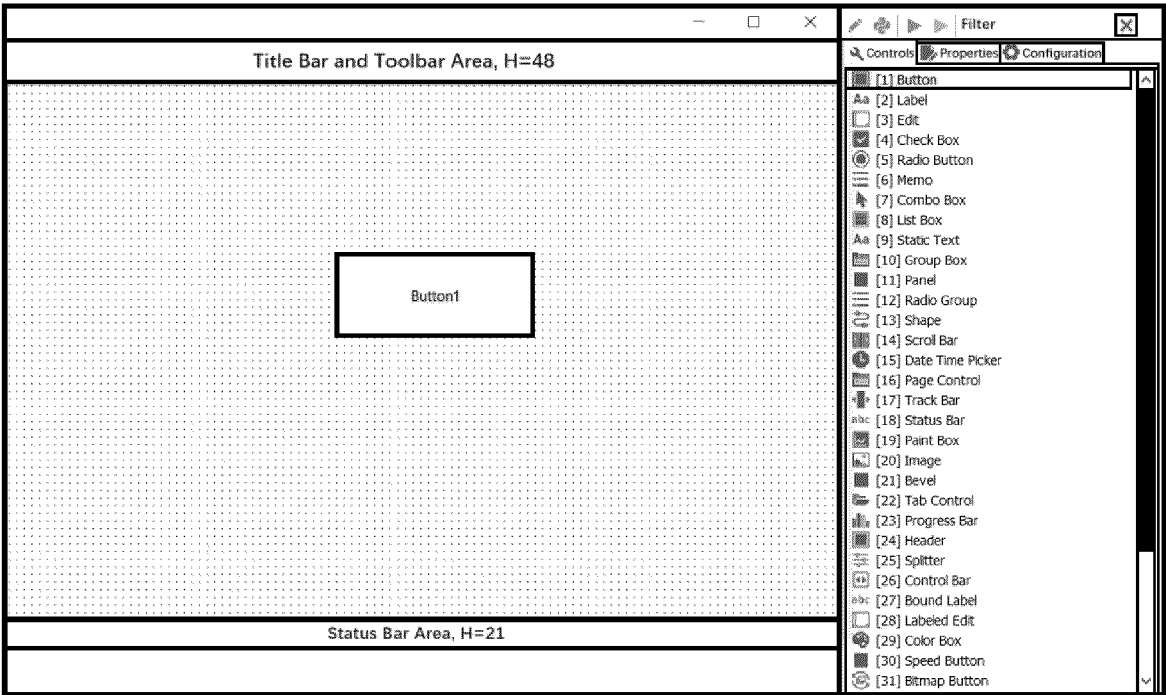 Filter
Title Bar and Toolbar Area, H=48
Controls Properties Configuration
[1] Button
Aa [2] Label
[3] Edit
[4] Check Box
[5] Radio Button
[6] Memo
[7] Combo Box
[8] List Box
Aa [9] Static Text
[10] Group Box
[11] Panel
Button1
[12] Radio Group
[13] Shape
[14] Scroll Bar
[15] Date Time Picker
[16] Page Control
[17] Track Bar
abc [18] Status Bar
[19] Paint Box
[20] Image
[21] Bevel
[22] Tab Control
[23] Progress Bar
[24] Header
[25] Splitter
[26] Control Bar
abc [27] Bound Label
[28] Labeled Edit
Status Bar Area, H=21
[29] Color Box
[30] Speed Button
[31] Bitmap Button